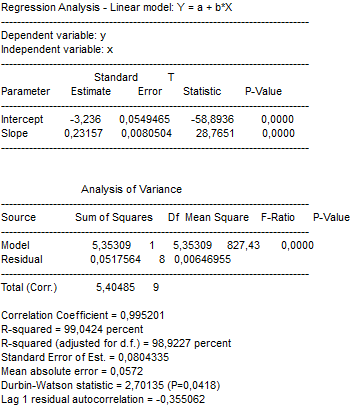 Regression Analysis - Linear model: Y = a + b*X
Dependent variable: y
Independent variable: x
Standard T
Parameter Estimate Error Statistic P-Value
Intercept -3,236 0,0549465 -58,8936 0,0000
Slope 0,23157 0,0080504 28,7651 0,0000
Analysis of Variance
Source Sum of Squares Df Mean Square F-Ratio P-Value
Model 5,35309 1 5,35309 827,43 0,0000
Residual 0,0517564 8 0,00646955
Total (Corr.) 5,40485 9
Correlation Coefficient = 0,995201
R-squared = 99,0424 percent
R-squared (adjusted for d.f.) = 98,9227 percent
Standard Error of Est. = 0,0804335
Mean absolute error = 0,0572
Durbin-Watson statistic = 2,70135 (P=0,0418)
Lag 1 residual autocorrelation = -0,355062